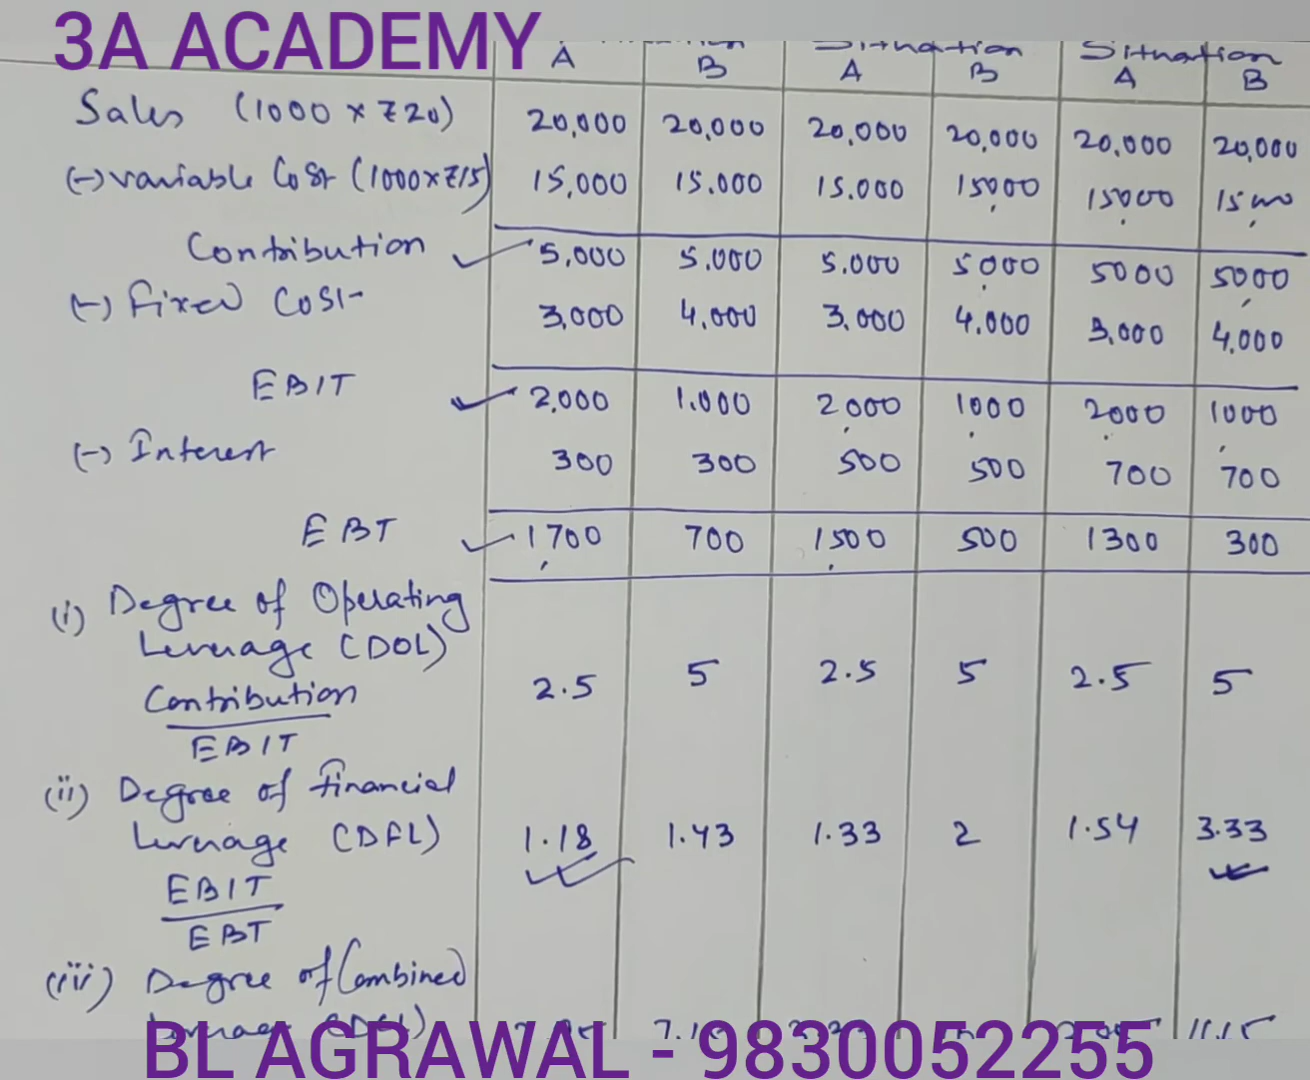 3A ACADEMY
Situation Situation
A B A B A B
Sales (1000 x ₹20) 20,000 20,000 20,000 20,000 20,000 20,000
(-) variable Cost (1000x₹15) 15,000 15.000 15.000 15000 15000
Contribution 5,000 5.000 5.000 5000 5000 5000
(-) Fixed Cost 3,000 4.000 3.000 4.000 3,000 4,000
EBIT 2,000 1.000 2000 1000 2000 1000
(-) Interest 300 300 500 500 700 700
EBT 1700 700 1500 500 1300 300
(i) Degree of Operating
Leverage (DOL)
2.5 5 2.5 5 2.5 5
Contribution
EBIT
(ii) Degree of financial
Leverage (DFL) 1.18 1.43 1.33 2 1.54 3.33
EBIT
EBT
(iii) Degree of Combined
BL AGRAWAL - 9830052255